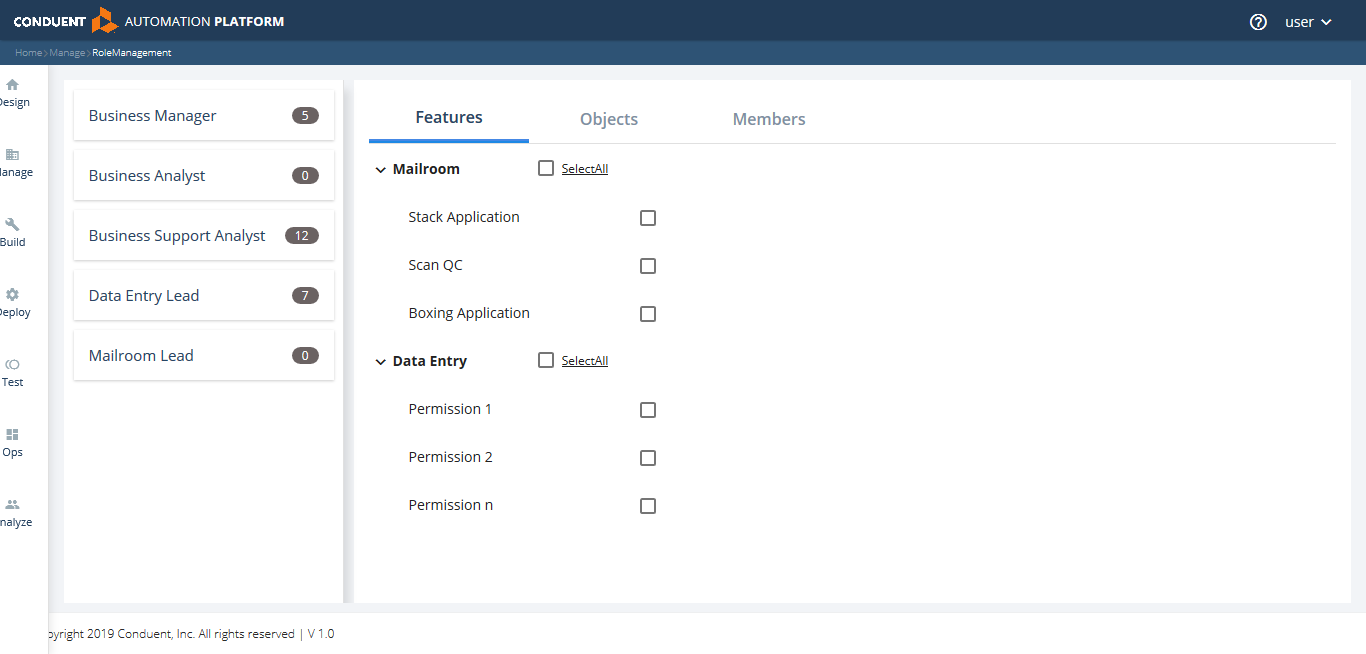 CONDUENT AUTOMATION PLATFORM
user
Home › Manage › RoleManagement
Design
Manage
Build
Deploy
Test
Ops
Analyze
Business Manager 5
Business Analyst 0
Business Support Analyst 12
Data Entry Lead 7
Mailroom Lead 0
Features Objects Members
Mailroom SelectAll
Stack Application
Scan QC
Boxing Application
Data Entry SelectAll
Permission 1
Permission 2
Permission n
pyright 2019 Conduent, Inc. All rights reserved | V 1.0